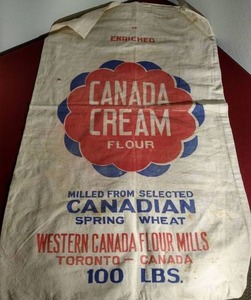 ENRICHED
CANADA
CREAM
FLOUR
MILLED FROM SELECTED
CANADIAN
SPRING WHEAT
WESTERN CANADA FLOUR MILLS
TORONTO - CANADA
100 LBS.